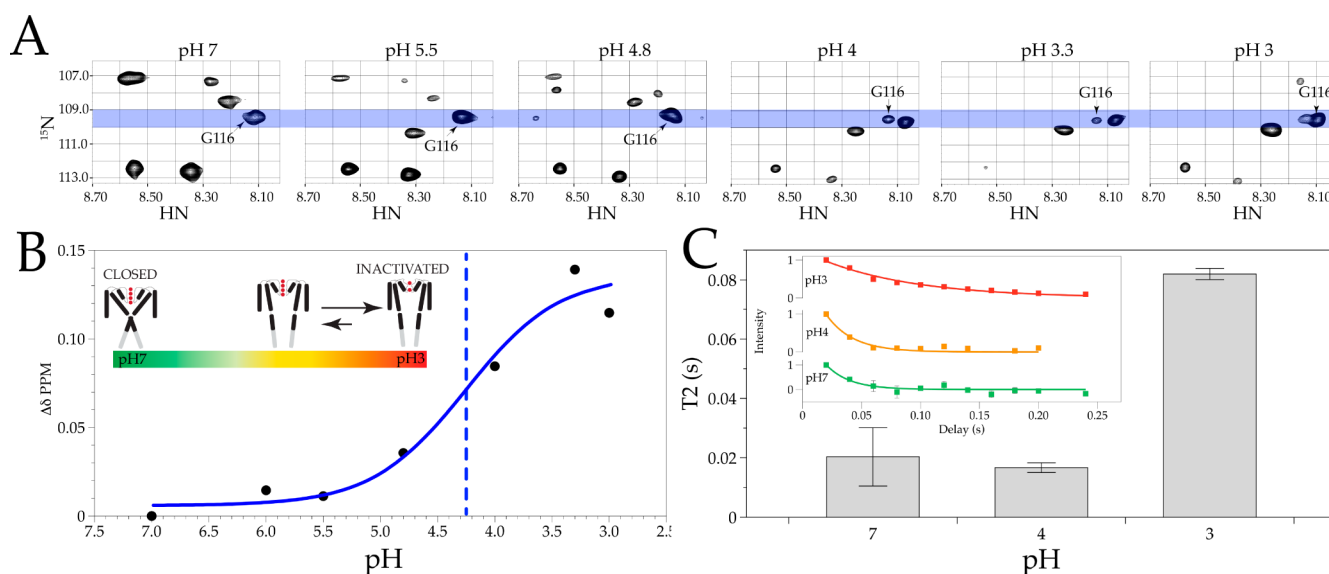 A
pH 7
pH 5.5
pH 4.8
pH 4
pH 3.3
pH 3
107.0
109.0
111.0
113.0
15N
G116
G116
G116
G116
G116
G116
8.70 8.50 8.30 8.10
8.70 8.50 8.30 8.10
8.70 8.50 8.30 8.10
8.70 8.50 8.30 8.10
8.70 8.50 8.30 8.10
8.70 8.50 8.30 8.10
HN
HN
HN
HN
HN
HN
B
0.15
0.10
0.05
0
Δδ PPM
CLOSED
INACTIVATED
pH7
pH3
7.5 7.0 6.0 5.5 5.0 4.5 4.0 3.5 3.0 2.5
pH
C
0.08
0.06
0.04
0.02
0
T2 (s)
1
pH3
0
1
pH4
0
1
pH7
0
Intensity
0.00 0.05 0.10 0.15 0.20 0.25
Delay (s)
7 4 3
pH